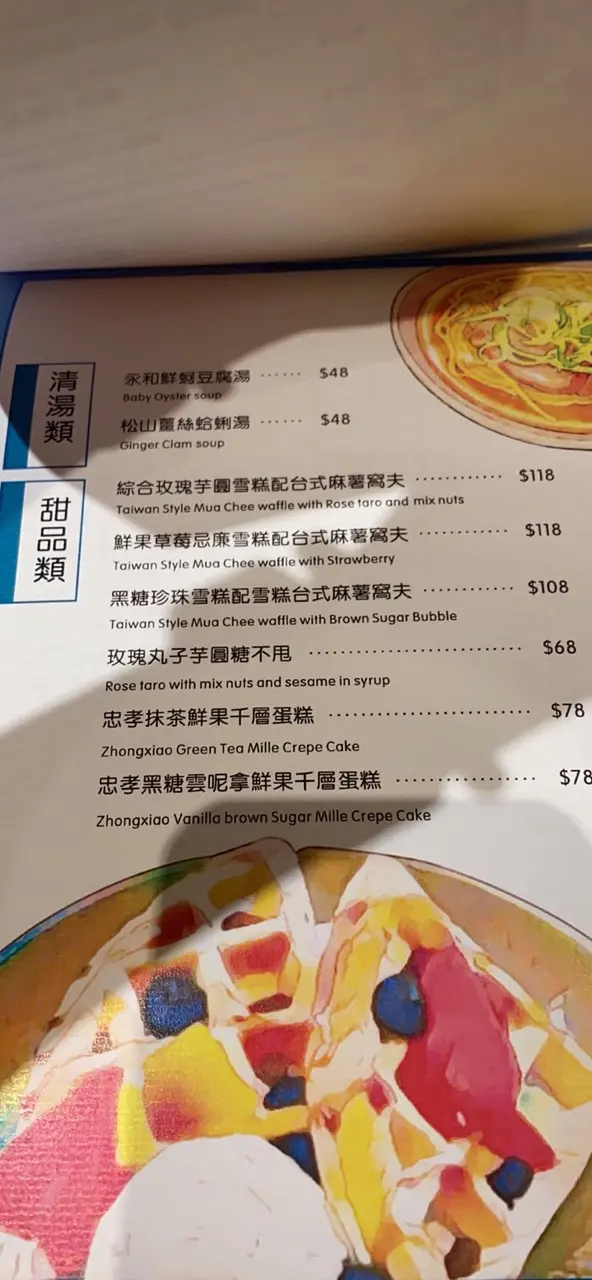 清湯類
永和鮮蚵豆腐湯 ...... $48
Baby Oyster soup
松山薑絲蛤蜊湯 ...... $48
Ginger Clam soup
甜品類
綜合玫瑰芋圓雪糕配台式麻薯窩夫 ............ $118
Taiwan Style Mua Chee waffle with Rose taro and mix nuts
鮮果草莓忌廉雪糕配台式麻薯窩夫 ............ $118
Taiwan Style Mua Chee waffle with Strawberry
黑糖珍珠雪糕配雪糕台式麻薯窩夫 ............ $108
Taiwan Style Mua Chee waffle with Brown Sugar Bubble
玫瑰丸子芋圓糖不甩 ............................ $68
Rose taro with mix nuts and sesame in syrup
忠孝抹茶鮮果千層蛋糕 .......................... $78
Zhongxiao Green Tea Mille Crepe Cake
忠孝黑糖雲呢拿鮮果千層蛋糕 ................. $78
Zhongxiao Vanilla brown Sugar Mille Crepe Cake